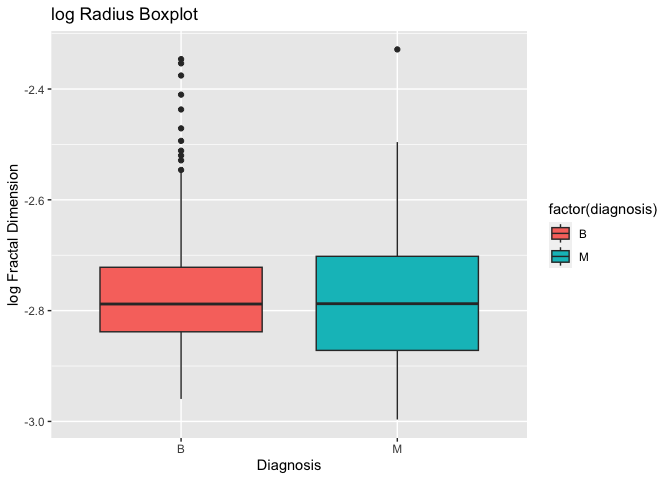 log Radius Boxplot
log Fractal Dimension
-2.4
-2.6
-2.8
-3.0
B
M
Diagnosis
factor(diagnosis)
B
M